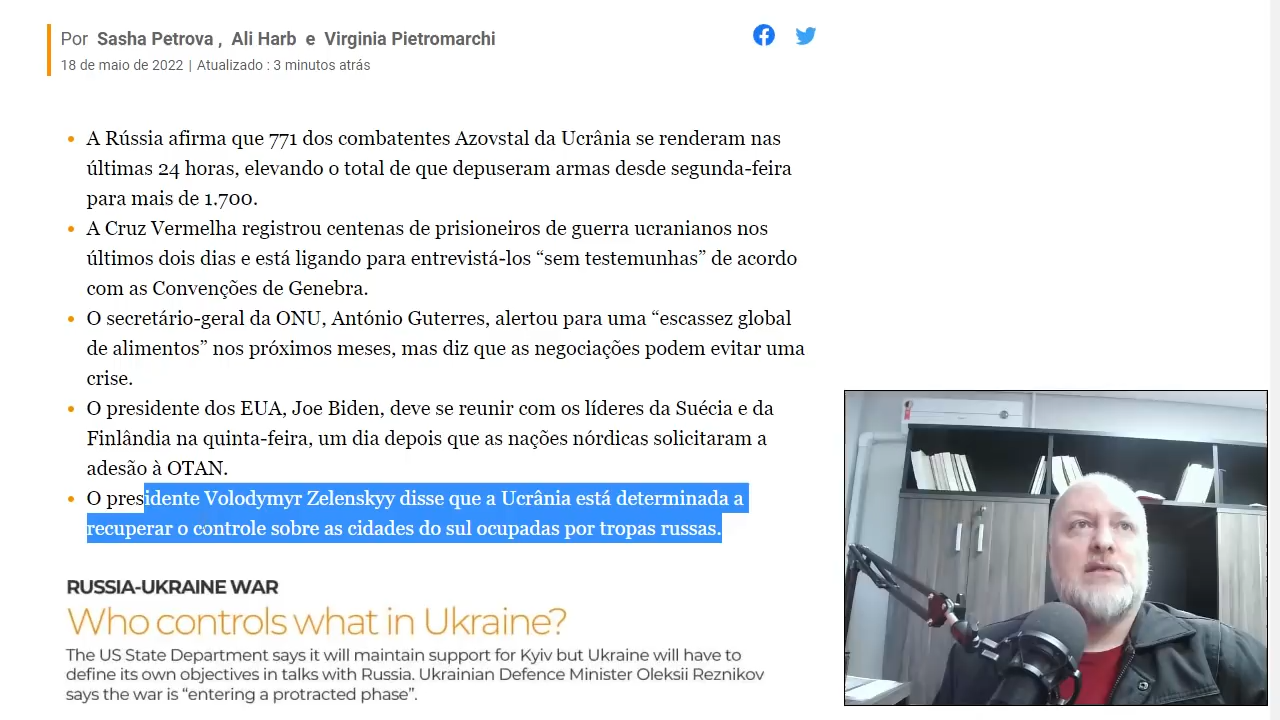 Por Sasha Petrova , Ali Harb e Virginia Pietromarchi
18 de maio de 2022 | Atualizado : 3 minutos atrás
A Rússia afirma que 771 dos combatentes Azovstal da Ucrânia se renderam nas
últimas 24 horas, elevando o total de que depuseram armas desde segunda-feira
para mais de 1.700.
A Cruz Vermelha registrou centenas de prisioneiros de guerra ucranianos nos
últimos dois dias e está ligando para entrevistá-los “sem testemunhas” de acordo
com as Convenções de Genebra.
O secretário-geral da ONU, António Guterres, alertou para uma “escassez global
de alimentos” nos próximos meses, mas diz que as negociações podem evitar uma
crise.
O presidente dos EUA, Joe Biden, deve se reunir com os líderes da Suécia e da
Finlândia na quinta-feira, um dia depois que as nações nórdicas solicitaram a
adesão à OTAN.
O presidente Volodymyr Zelenskyy disse que a Ucrânia está determinada a
recuperar o controle sobre as cidades do sul ocupadas por tropas russas.
RUSSIA-UKRAINE WAR
Who controls what in Ukraine?
The US State Department says it will maintain support for Kyiv but Ukraine will have to
define its own objectives in talks with Russia. Ukrainian Defence Minister Oleksii Reznikov
says the war is “entering a protracted phase”.